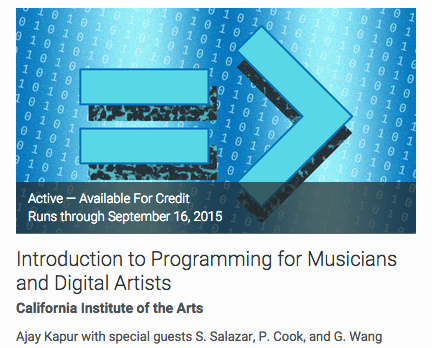 Active — Available For Credit
Runs through September 16, 2015
Introduction to Programming for Musicians
and Digital Artists
California Institute of the Arts
Ajay Kapur with special guests S. Salazar, P. Cook, and G. Wang